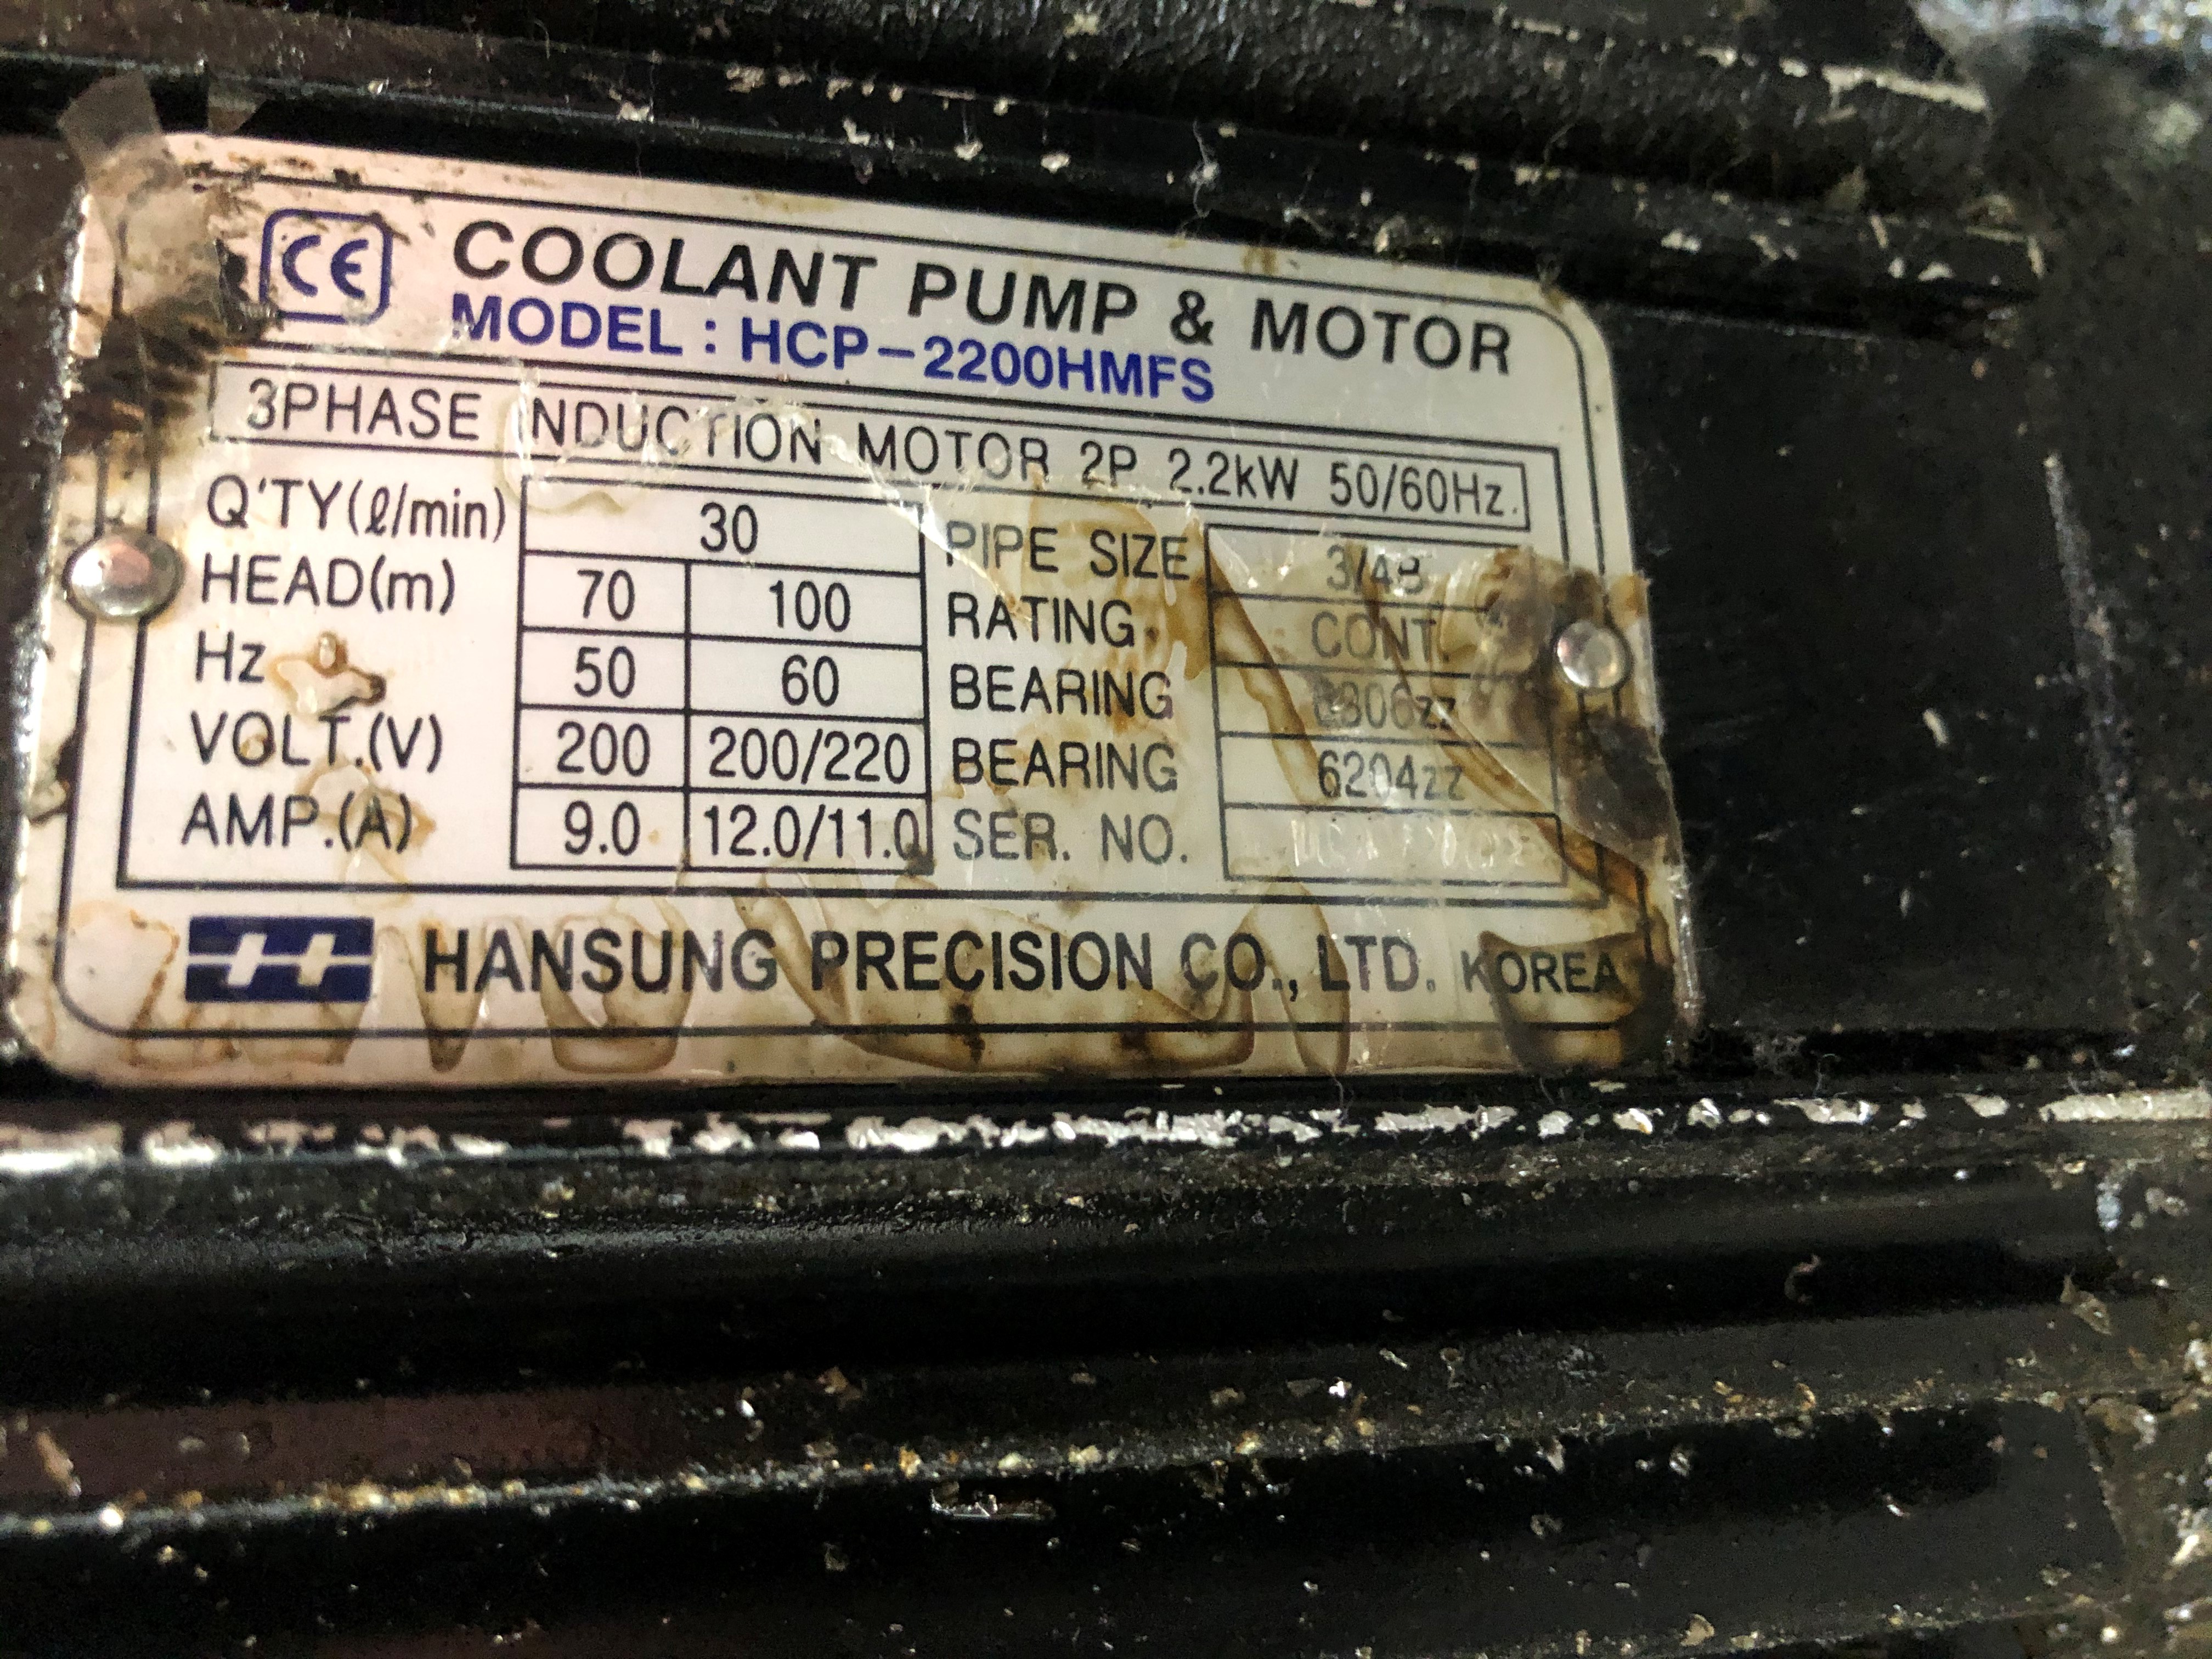 CE COOLANT PUMP & MOTOR
MODEL : HCP-2200HMFS
3PHASE INDUCTION MOTOR 2P 2.2kW 50/60Hz.
Q'TY(ℓ/min) 30 PIPE SIZE 3/4B
HEAD(m) 70 100 RATING CONT.
Hz 50 60 BEARING
VOLT.(V) 200 200/220 BEARING 6204zz
AMP.(A) 9.0 12.0/11.0 SER. NO.
HANSUNG PRECISION CO., LTD. KOREA